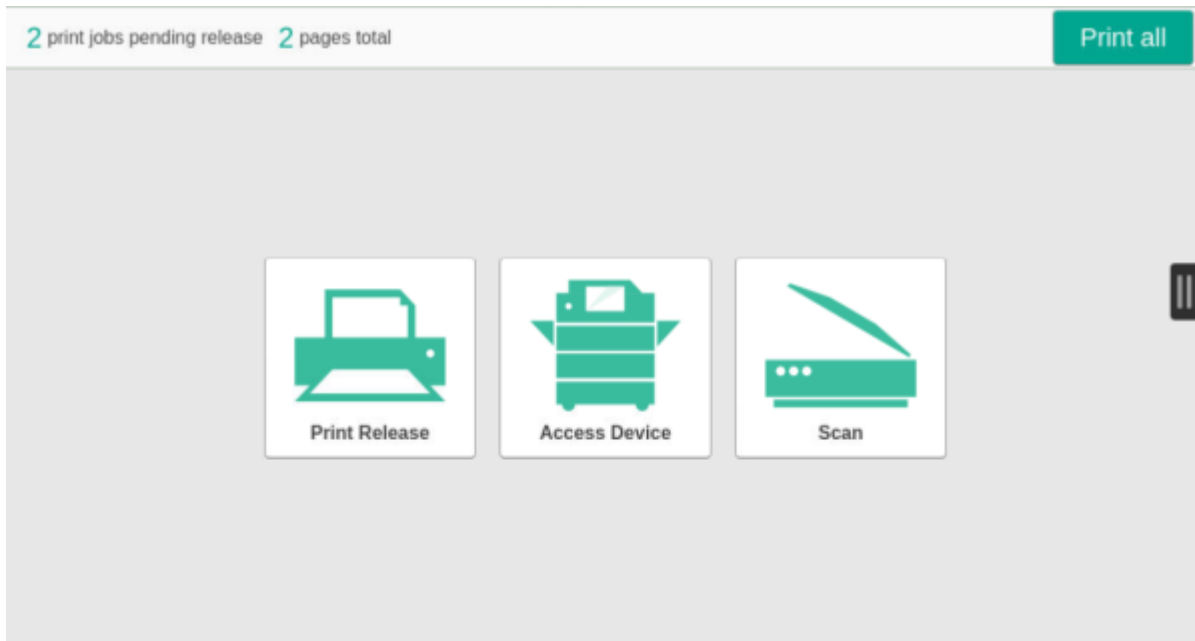 2 print jobs pending release 2 pages total
Print all
Print Release
Access Device
Scan